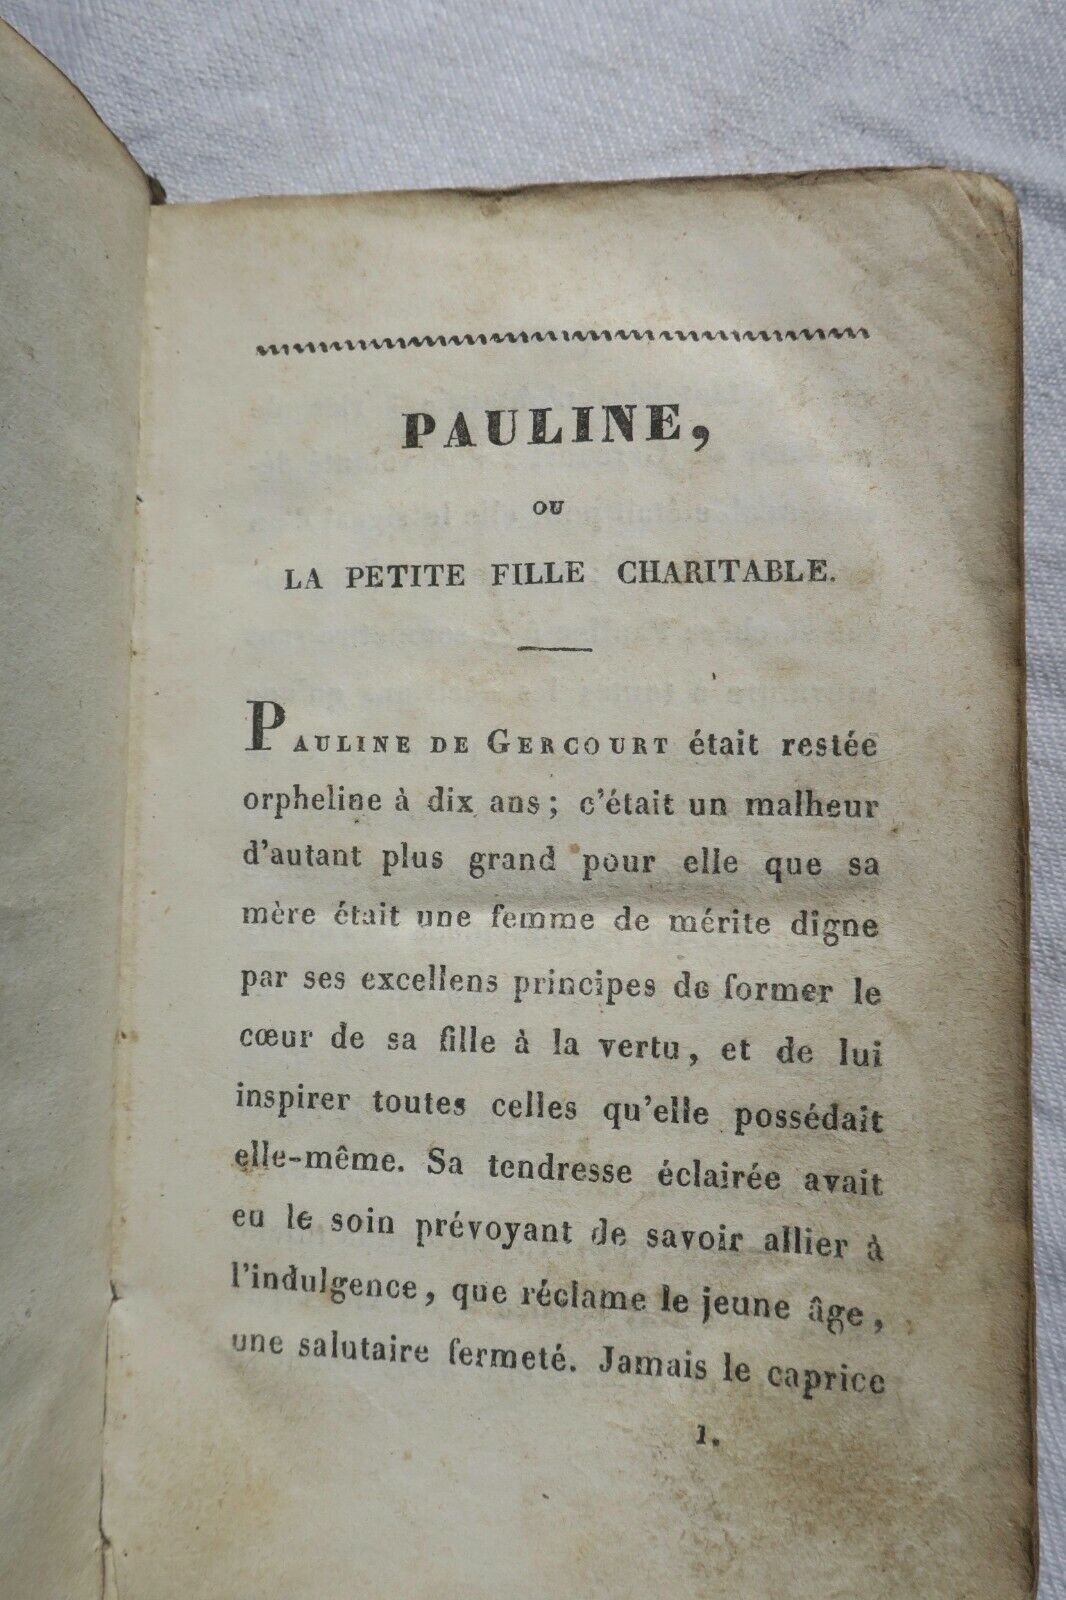 PAULINE,
OU
LA PETITE FILLE CHARITABLE.
PAULINE DE GERCOURT était restée
orpheline à dix ans ; c'était un malheur
d'autant plus grand pour elle que sa
mère était une femme de mérite digne
par ses excellens principes de former le
cœur de sa fille à la vertu, et de lui
inspirer toutes celles qu'elle possédait
elle-même. Sa tendresse éclairée avait
eu le soin prévoyant de savoir allier à
l'indulgence, que réclame le jeune âge,
une salutaire fermeté. Jamais le caprice
1.